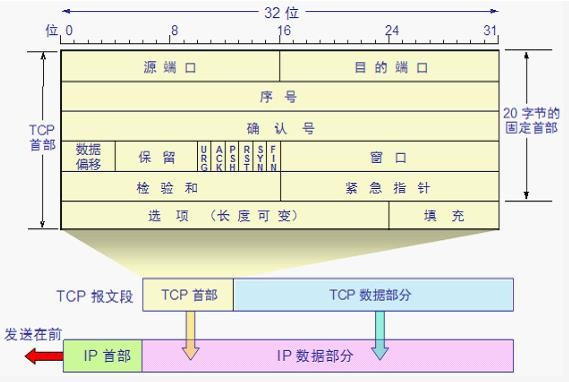 32 位
位 0 8 16 24 31
源端口 目的端口
序号
TCP 首部
20 字节的固定首部
确认号
数据偏移 保留 URG ACK PSH RST SYN FIN 窗口
检验和 紧急指针
选项 (长度可变) 填充
TCP 报文段 TCP 首部 TCP 数据部分
发送在前
IP 首部 IP 数据部分